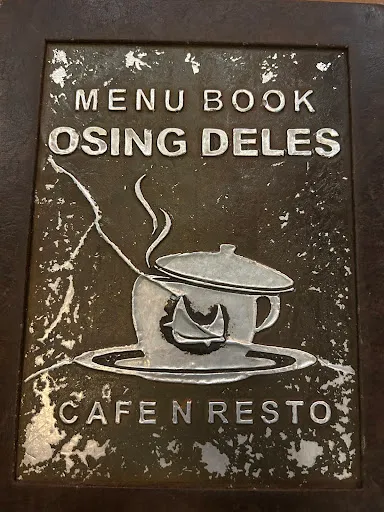 MENU BOOK
OSING DELES
CAFE N RESTO